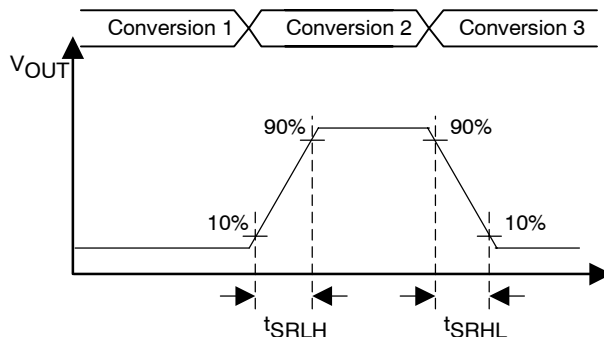 Conversion 1 Conversion 2 Conversion 3
VOUT
90% 90%
10% 10%
tSRLH tSRHL